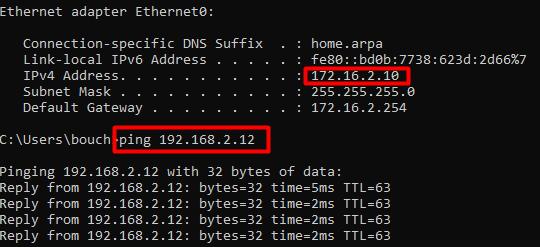 Ethernet adapter Ethernet0:
Connection-specific DNS Suffix . : home.arpa
Link-local IPv6 Address . . . . . : fe80::bd0b:7738:623d:2d66%7
IPv4 Address. . . . . . . . . . . : 172.16.2.10
Subnet Mask . . . . . . . . . . . : 255.255.255.0
Default Gateway . . . . . . . . . : 172.16.2.254
C:\Users\bouch>ping 192.168.2.12
Pinging 192.168.2.12 with 32 bytes of data:
Reply from 192.168.2.12: bytes=32 time=5ms TTL=63
Reply from 192.168.2.12: bytes=32 time=2ms TTL=63
Reply from 192.168.2.12: bytes=32 time=2ms TTL=63
Reply from 192.168.2.12: bytes=32 time=2ms TTL=63